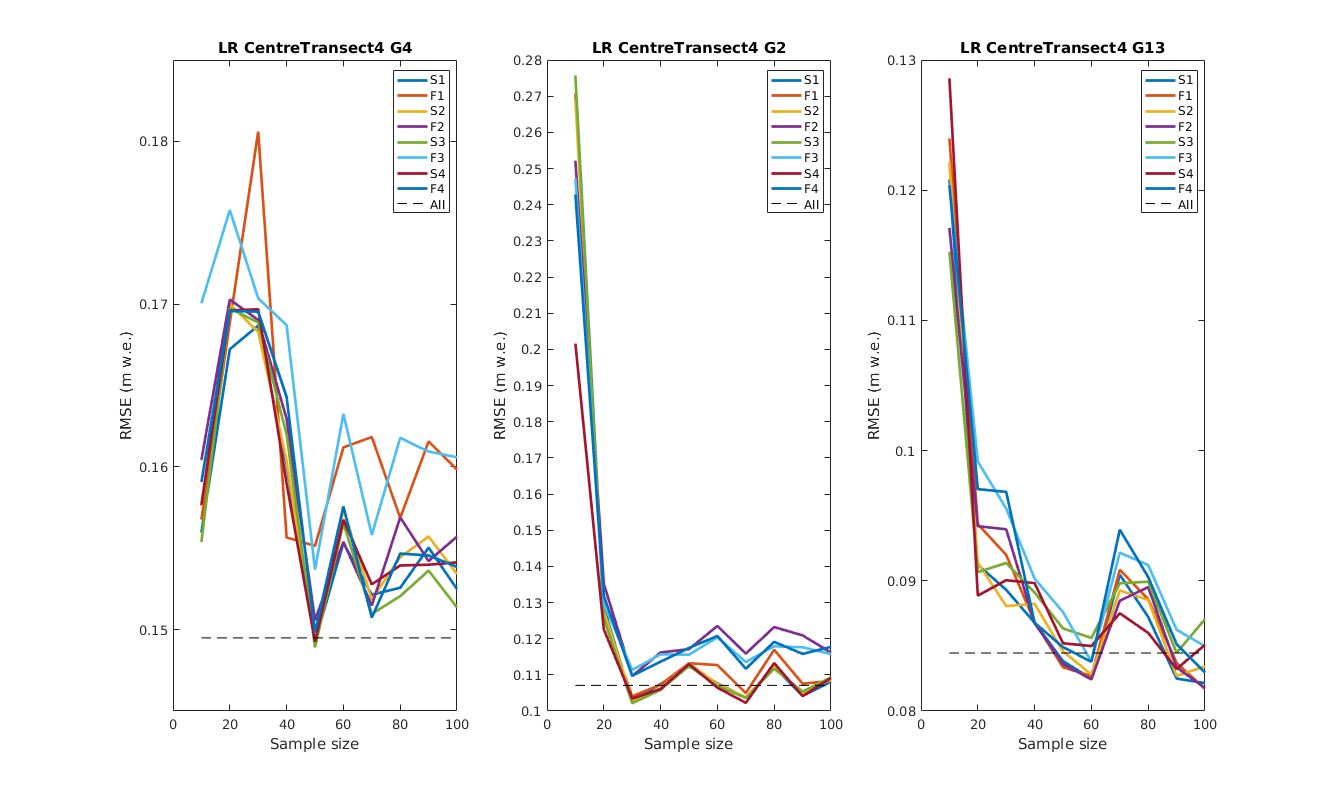 LR CentreTransect4 G4
S1
F1
S2
F2
S3
F3
S4
F4
All
0.18
0.17
0.16
0.15
RMSE (m w.e.)
0
20
40
60
80
100
Sample size
LR CentreTransect4 G2
S1
F1
S2
F2
S3
F3
S4
F4
All
0.28
0.27
0.26
0.25
0.24
0.23
0.22
0.21
0.2
0.19
0.18
0.17
0.16
0.15
0.14
0.13
0.12
0.11
0.1
RMSE (m w.e.)
0
20
40
60
80
100
Sample size
LR CentreTransect4 G13
S1
F1
S2
F2
S3
F3
S4
F4
All
0.13
0.12
0.11
0.1
0.09
0.08
RMSE (m w.e.)
0
20
40
60
80
100
Sample size